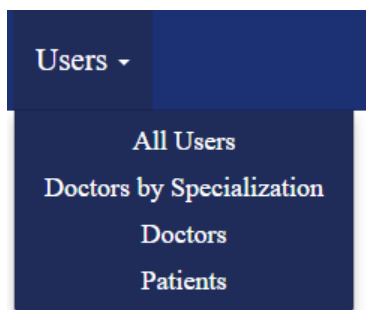 Users
All Users
Doctors by Specialization
Doctors
Patients